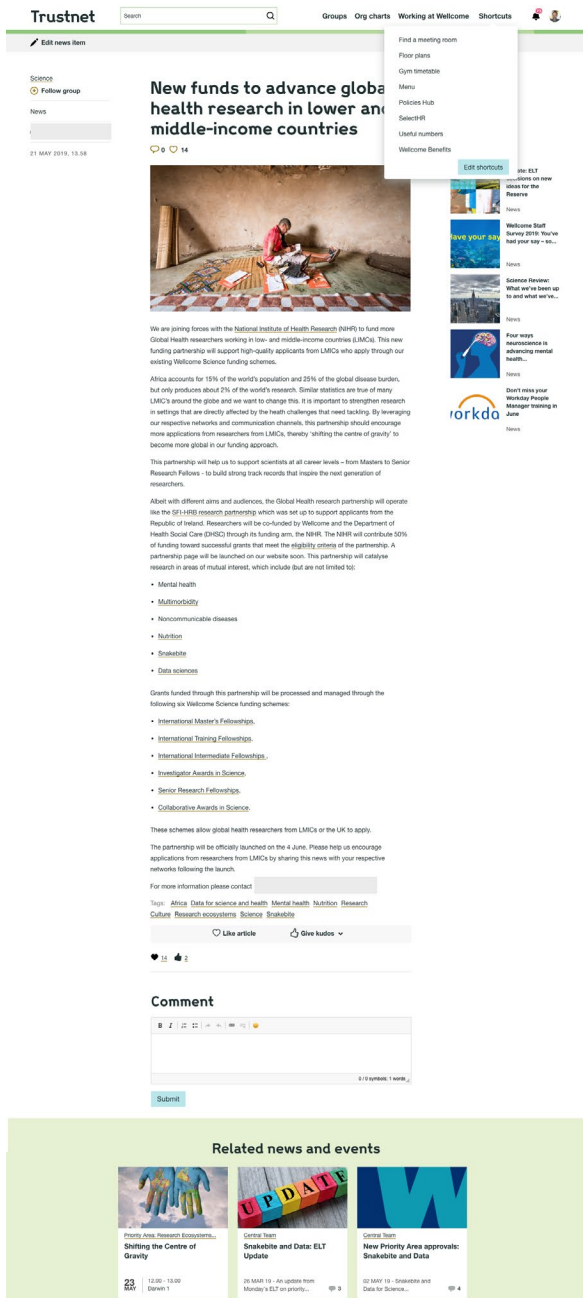 Trustnet
Search
Groups Org charts Working at Wellcome Shortcuts
Edit news item
Find a meeting room
Floor plans
Gym timetable
Menu
Policies Hub
SelectHR
Useful numbers
Wellcome Benefits
Edit shortcuts
Science
Follow group
News
21 MAY 2019, 13.58
New funds to advance globa
health research in lower an
middle-income countries
0 14
We are joining forces with the National Institute of Health Research (NIHR) to fund more
Global Health researchers working in low- and middle-income countries (LIMCs). This new
funding partnership will support high-quality applicants from LMICs who apply through our
existing Wellcome Science funding schemes.
Africa accounts for 15% of the world's population and 25% of the global disease burden,
but only produces about 2% of the world's research. Similar statistics are true of many
LMIC's around the globe and we want to change this. It is important to strengthen research
in settings that are directly affected by the heath challenges that need tackling. By leveraging
our respective networks and communication channels, this partnership should encourage
more applications from researchers from LMICs, thereby 'shifting the centre of gravity' to
become more global in our funding approach.
This partnership will help us to support scientists at all career levels – from Masters to Senior
Research Fellows - to build strong track records that inspire the next generation of
researchers.
Albeit with different aims and audiences, the Global Health research partnership will operate
like the SFI-HRB research partnership which was set up to support applicants from the
Republic of Ireland. Researchers will be co-funded by Wellcome and the Department of
Health Social Care (DHSC) through its funding arm, the NIHR. The NIHR will contribute 50%
of funding toward successful grants that meet the eligibility criteria of the partnership. A
partnership page will be launched on our website soon. This partnership will catalyse
research in areas of mutual interest, which include (but are not limited to):
• Mental health
• Multimorbidity
• Noncommunicable diseases
• Nutrition
• Snakebite
• Data sciences
Grants funded through this partnership will be processed and managed through the
following six Wellcome Science funding schemes:
• International Master's Fellowships,
• International Training Fellowships,
• International Intermediate Fellowships ,
• Investigator Awards in Science,
• Senior Research Fellowships,
• Collaborative Awards in Science.
These schemes allow global health researchers from LMICs or the UK to apply.
The partnership will be officially launched on the 4 June. Please help us encourage
applications from researchers from LMICs by sharing this news with your respective
networks following the launch.
For more information please contact
Tags: Africa Data for science and health Mental health Nutrition Research
Culture Research ecosystems Science Snakebite
Like article Give kudos
14 2
ELT
on new
ideas for the
Reserve
News
Have your say
Wellcome Staff
Survey 2019: You've
had your say – so...
News
Science Review:
What we've been up
to and what we've...
News
Four ways
neuroscience is
advancing mental
health...
News
workda
Don't miss your
Workday People
Manager training in
June
News
Comment
B I
0 / 0 symbols; 1 words
Submit
Related news and events
Priority Area: Research Ecosystems...
Shifting the Centre of
Gravity
23
MAY
12.00 - 13.00
Darwin 1
UPDATE
Central Team
Snakebite and Data: ELT
Update
26 MAR 19 - An update from
Monday's ELT on priority...
3
W
Central Team
New Priority Area approvals:
Snakebite and Data
02 MAY 19 - Snakebite and
Data for Science...
4